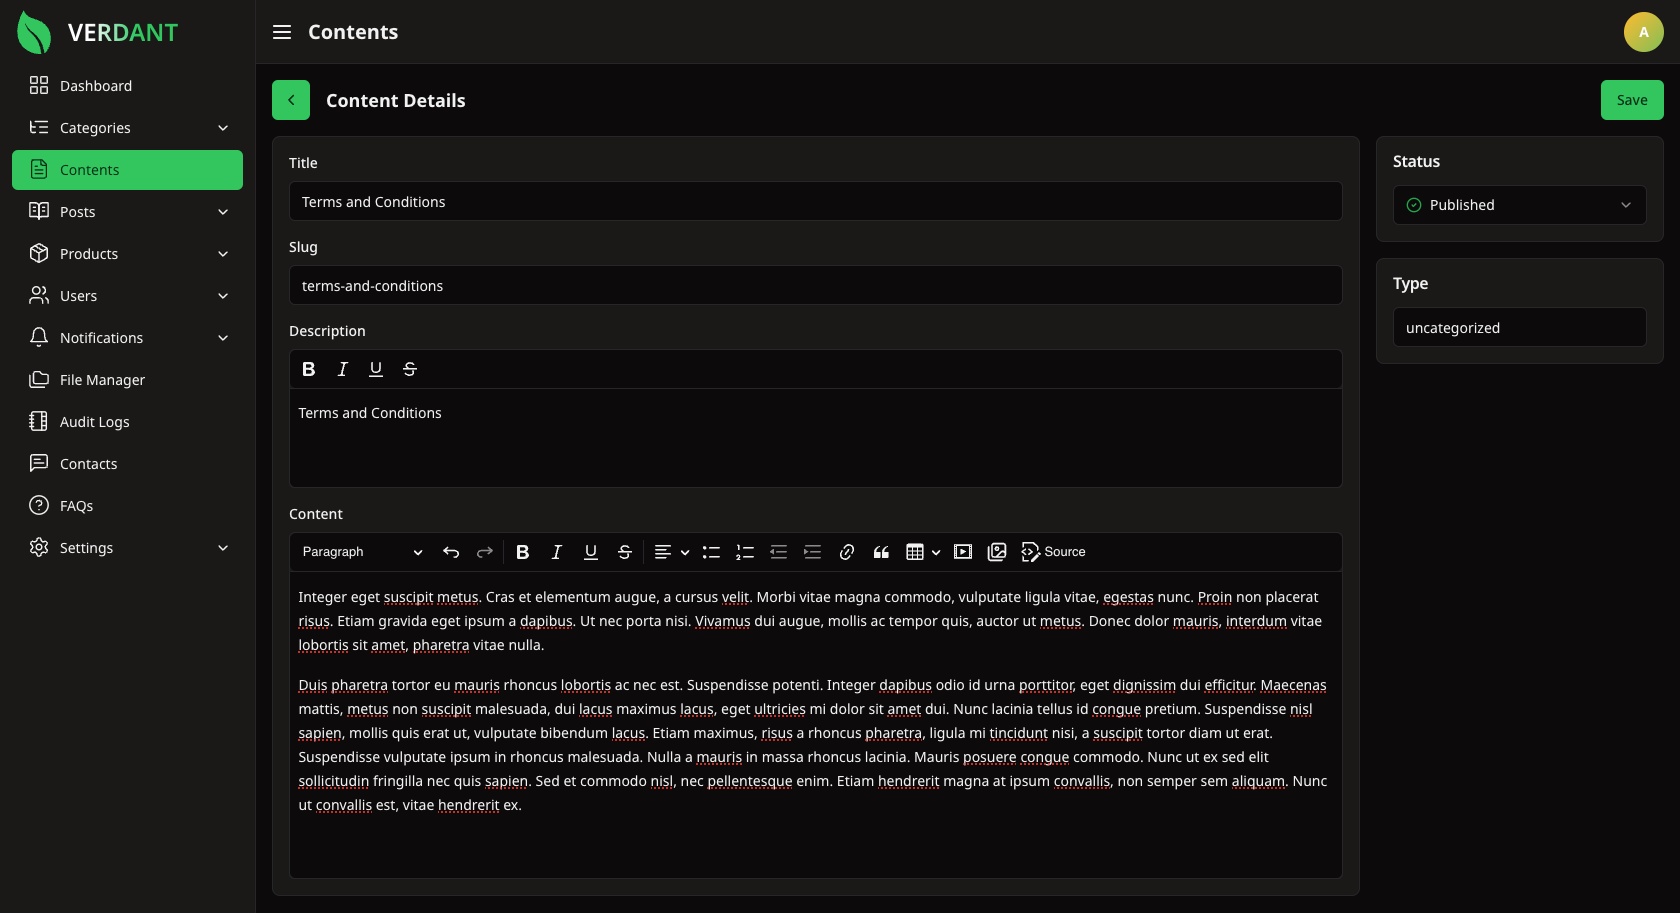 VERDANT
Dashboard
Categories
Contents
Posts
Products
Users
Notifications
File Manager
Audit Logs
Contacts
FAQs
Settings
Contents
A
Content Details
Save
Title
Terms and Conditions
Slug
terms-and-conditions
Description
B I U S
Terms and Conditions
Content
Paragraph B I U S Source
Integer eget suscipit metus. Cras et elementum augue, a cursus velit. Morbi vitae magna commodo, vulputate ligula vitae, egestas nunc. Proin non placerat
risus. Etiam gravida eget ipsum a dapibus. Ut nec porta nisi. Vivamus dui augue, mollis ac tempor quis, auctor ut metus. Donec dolor mauris, interdum vitae
lobortis sit amet, pharetra vitae nulla.
Duis pharetra tortor eu mauris rhoncus lobortis ac nec est. Suspendisse potenti. Integer dapibus odio id urna porttitor, eget dignissim dui efficitur. Maecenas
mattis, metus non suscipit malesuada, dui lacus maximus lacus, eget ultricies mi dolor sit amet dui. Nunc lacinia tellus id congue pretium. Suspendisse nisl
sapien, mollis quis erat ut, vulputate bibendum lacus. Etiam maximus, risus a rhoncus pharetra, ligula mi tincidunt nisi, a suscipit tortor diam ut erat.
Suspendisse vulputate ipsum in rhoncus malesuada. Nulla a mauris in massa rhoncus lacinia. Mauris posuere congue commodo. Nunc ut ex sed elit
sollicitudin fringilla nec quis sapien. Sed et commodo nisl, nec pellentesque enim. Etiam hendrerit magna at ipsum convallis, non semper sem aliquam. Nunc
ut convallis est, vitae hendrerit ex.
Status
Published
Type
uncategorized